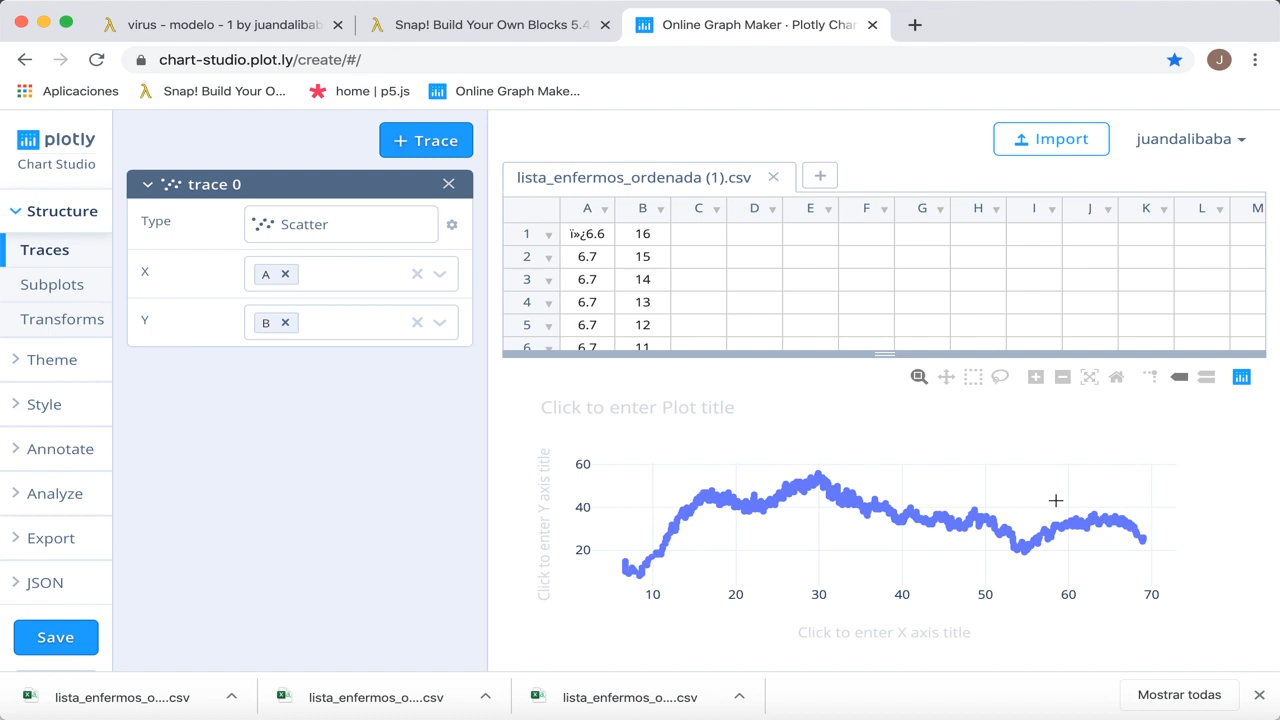 virus - modelo - 1 by juandalibab
Snap! Build Your Own Blocks 5.4
Online Graph Maker · Plotly Char
chart-studio.plot.ly/create/#/
J
Aplicaciones
Snap! Build Your O...
home | p5.js
Online Graph Make...
plotly
Chart Studio
Structure
Traces
Subplots
Transforms
Theme
Style
Annotate
Analyze
Export
JSON
Save
+ Trace
trace 0
Type
Scatter
X
A
Y
B
Import
juandalibaba
lista_enfermos_ordenada (1).csv
A B C D E F G H I J K L M
1 ï»¿6.6 16
2 6.7 15
3 6.7 14
4 6.7 13
5 6.7 12
6 6.7 11
Click to enter Plot title
Click to enter Y axis title
60
40
20
10 20 30 40 50 60 70
Click to enter X axis title
lista_enfermos_o....csv
lista_enfermos_o....csv
lista_enfermos_o....csv
Mostrar todas